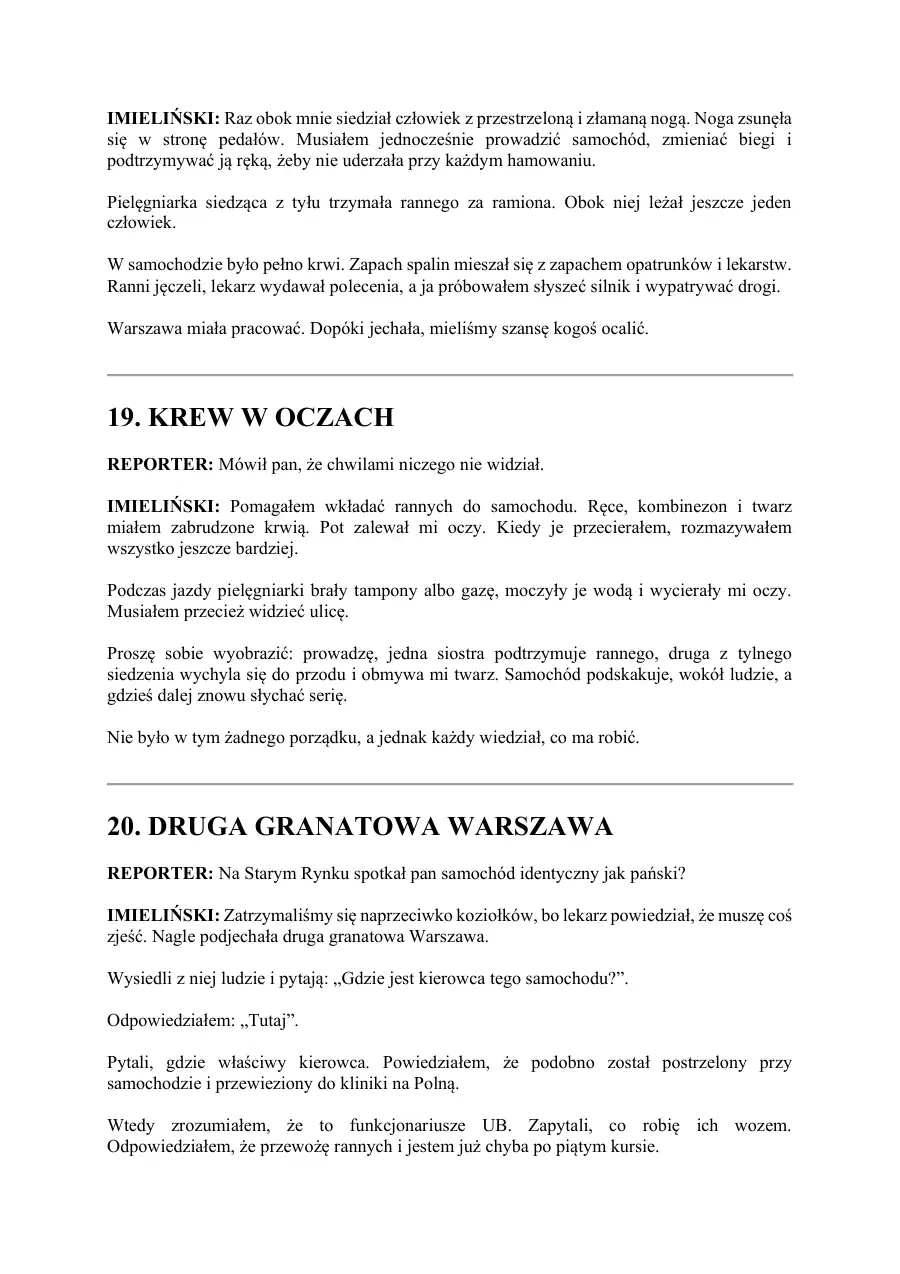 IMIELIŃSKI: Raz obok mnie siedział człowiek z przestrzeloną i złamaną nogą. Noga zsunęła
się w stronę pedałów. Musiałem jednocześnie prowadzić samochód, zmieniać biegi i
podtrzymywać ją ręką, żeby nie uderzała przy każdym hamowaniu.
Pielęgniarka siedząca z tyłu trzymała rannego za ramiona. Obok niej leżał jeszcze jeden
człowiek.
W samochodzie było pełno krwi. Zapach spalin mieszał się z zapachem opatrunków i lekarstw.
Ranni jęczeli, lekarz wydawał polecenia, a ja próbowałem słyszeć silnik i wypatrywać drogi.
Warszawa miała pracować. Dopóki jechała, mieliśmy szansę kogoś ocalić.
19. KREW W OCZACH
REPORTER: Mówił pan, że chwilami niczego nie widział.
IMIELIŃSKI: Pomagałem wkładać rannych do samochodu. Ręce, kombinezon i twarz
miałem zabrudzone krwią. Pot zalewał mi oczy. Kiedy je przecierałem, rozmazywałem
wszystko jeszcze bardziej.
Podczas jazdy pielęgniarki brały tampony albo gazę, moczyły je wodą i wycierały mi oczy.
Musiałem przecież widzieć ulicę.
Proszę sobie wyobrazić: prowadzę, jedna siostra podtrzymuje rannego, druga z tylnego
siedzenia wychyla się do przodu i obmywa mi twarz. Samochód podskakuje, wokół ludzie, a
gdzieś dalej znowu słychać serię.
Nie było w tym żadnego porządku, a jednak każdy wiedział, co ma robić.
20. DRUGA GRANATOWA WARSZAWA
REPORTER: Na Starym Rynku spotkał pan samochód identyczny jak pański?
IMIELIŃSKI: Zatrzymaliśmy się naprzeciwko koziołków, bo lekarz powiedział, że muszę coś
zjeść. Nagle podjechała druga granatowa Warszawa.
Wysiedli z niej ludzie i pytają: „Gdzie jest kierowca tego samochodu?”.
Odpowiedziałem: „Tutaj”.
Pytali, gdzie właściwy kierowca. Powiedziałem, że podobno został postrzelony przy
samochodzie i przewieziony do kliniki na Polną.
Wtedy zrozumiałem, że to funkcjonariusze UB. Zapytali, co robię ich wozem.
Odpowiedziałem, że przewożę rannych i jestem już chyba po piątym kursie.